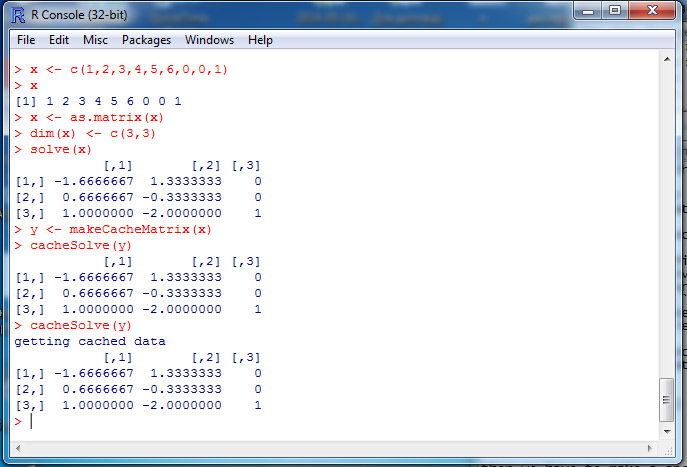 R Console (32-bit)
File Edit Misc Packages Windows Help
> x <- c(1,2,3,4,5,6,0,0,1)
> x
[1] 1 2 3 4 5 6 0 0 1
> x <- as.matrix(x)
> dim(x) <- c(3,3)
> solve(x)
[,1] [,2] [,3]
[1,] -1.6666667 1.3333333 0
[2,] 0.6666667 -0.3333333 0
[3,] 1.0000000 -2.0000000 1
> y <- makeCacheMatrix(x)
> cacheSolve(y)
[,1] [,2] [,3]
[1,] -1.6666667 1.3333333 0
[2,] 0.6666667 -0.3333333 0
[3,] 1.0000000 -2.0000000 1
> cacheSolve(y)
getting cached data
[,1] [,2] [,3]
[1,] -1.6666667 1.3333333 0
[2,] 0.6666667 -0.3333333 0
[3,] 1.0000000 -2.0000000 1
>